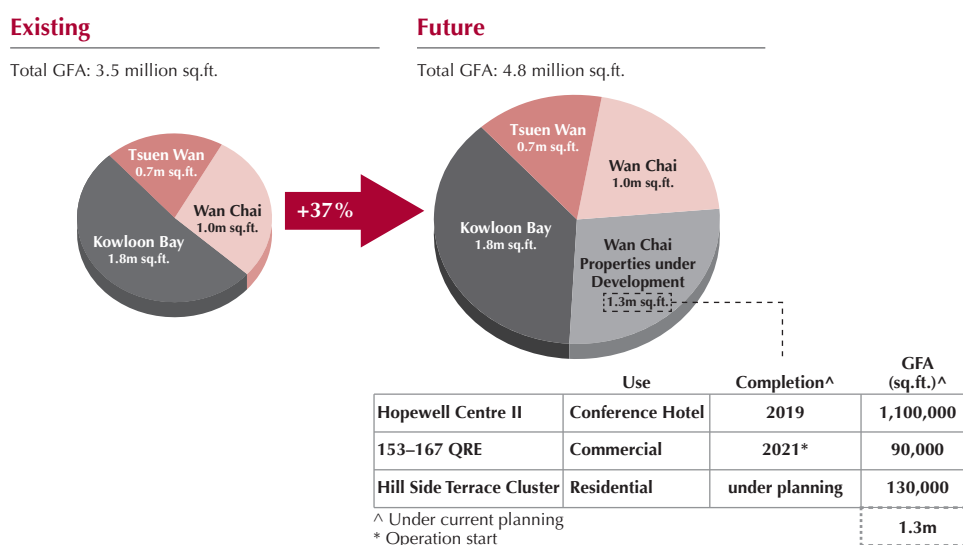 Existing
Total GFA: 3.5 million sq.ft.
Tsuen Wan
0.7m sq.ft.
Wan Chai
1.0m sq.ft.
Kowloon Bay
1.8m sq.ft.
+37%
Future
Total GFA: 4.8 million sq.ft.
Tsuen Wan
0.7m sq.ft.
Wan Chai
1.0m sq.ft.
Kowloon Bay
1.8m sq.ft.
Wan Chai
Properties under
Development
1.3m sq.ft.
Use Completion^ GFA (sq.ft.)^
Hopewell Centre II Conference Hotel 2019 1,100,000
153–167 QRE Commercial 2021* 90,000
Hill Side Terrace Cluster Residential under planning 130,000
1.3m
^ Under current planning
* Operation start